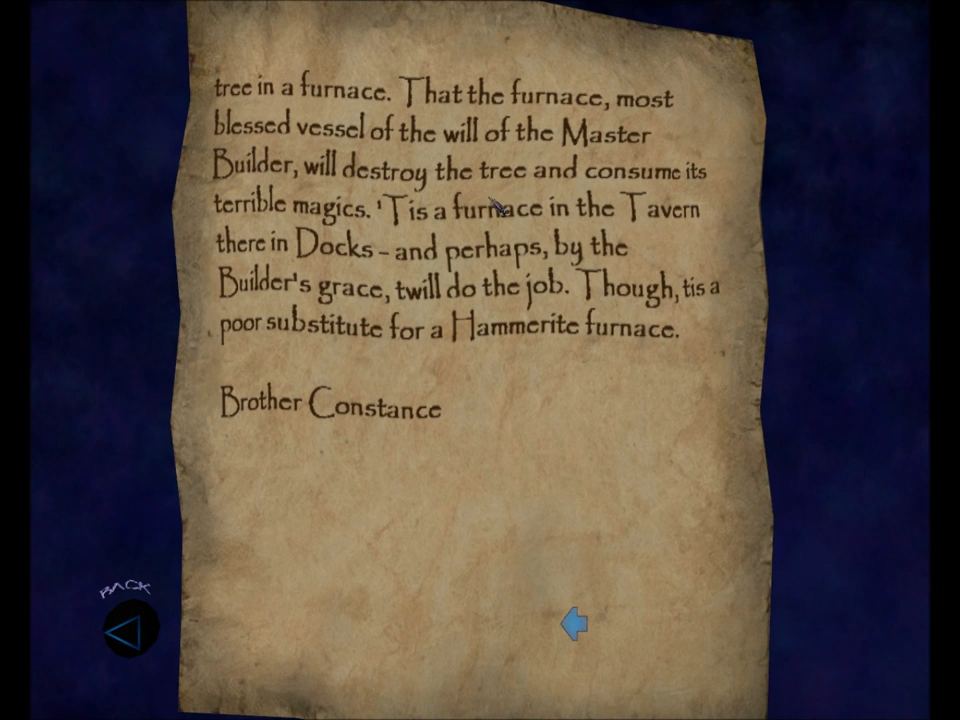 tree in a furnace. That the furnace, most
blessed vessel of the will of the Master
Builder, will destroy the tree and consume its
terrible magics. 'Tis a furnace in the Tavern
there in Docks - and perhaps, by the
Builder's grace, twill do the job. Though, tis a
poor substitute for a Hammerite furnace.
Brother Constance
BACK